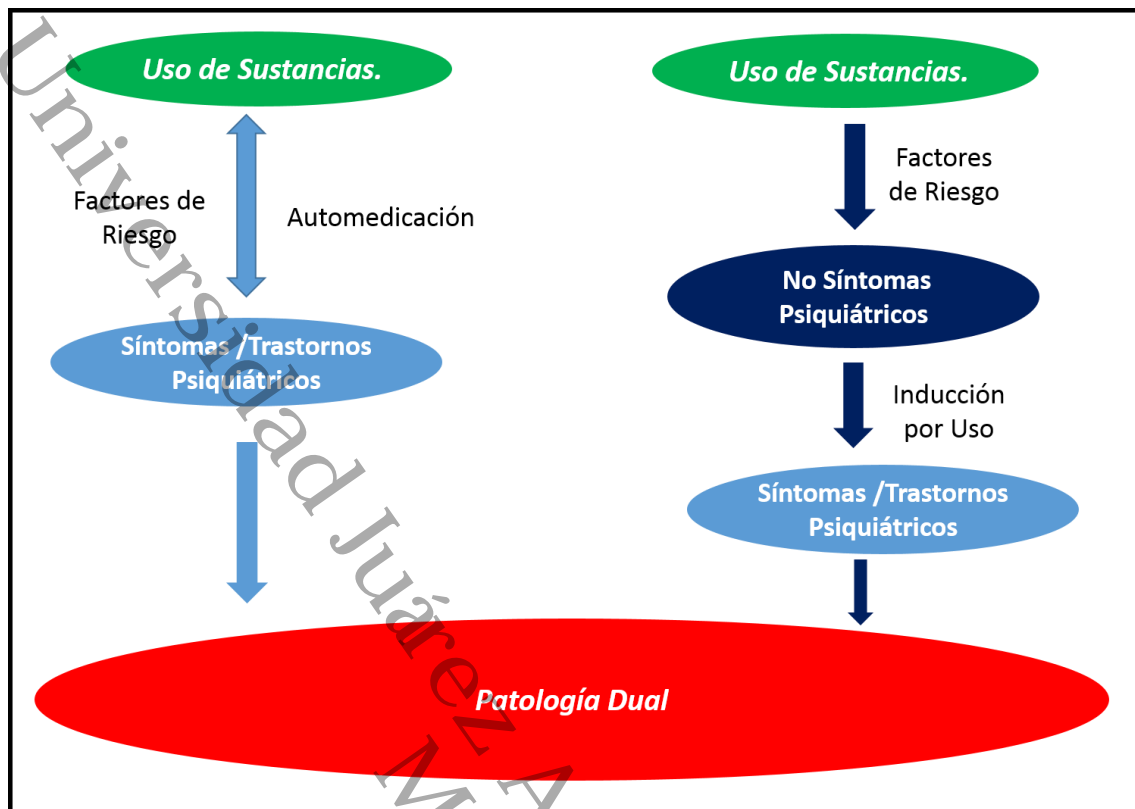 Uso de Sustancias.
Factores de
Riesgo
Automedicación
Síntomas /Trastornos
Psiquiátricos
Uso de Sustancias.
Factores
de Riesgo
No Síntomas
Psiquiátricos
Inducción
por Uso
Síntomas /Trastornos
Psiquiátricos
Patología Dual
Universidad Juárez A
M